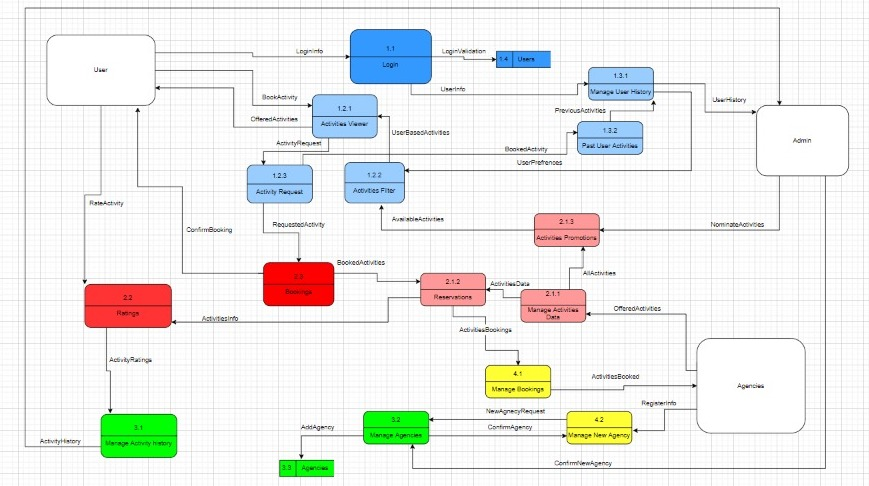 User
LoginInfo
1.1
Login
LoginValidation
1.4 Users
UserInfo
1.3.1
Manage User History
UserHistory
PreviousActivities
1.3.2
Past User Activities
Admin
BookActivity
OfferedActivities
1.2.1
Activities Viewer
UserBasedActivities
ActivityRequest
BookedActivity
UserPrefrences
1.2.3
Activity Request
1.2.2
Activities Filter
RateActivity
ConfirmBooking
RequestedActivity
AvailableActivities
2.1.3
Activities Promotions
NominateActivities
BookedActivities
Bookings
AllActivities
2.1.2
Reservations
ActivitiesData
2.1.1
Manage Activities
Data
OfferedActivities
2.2
Ratings
ActivitiesInfo
ActivitiesBookings
ActivityRatings
4.1
Manage Bookings
ActivitiesBooked
Agencies
RegisterInfo
3.1
Manage Activity history
ActivityHistory
AddAgency
3.2
Manage Agencies
NewAgnecyRequest
ConfirmAgency
4.2
Manage New Agency
3.3 Agencies
ConfirmNewAgency